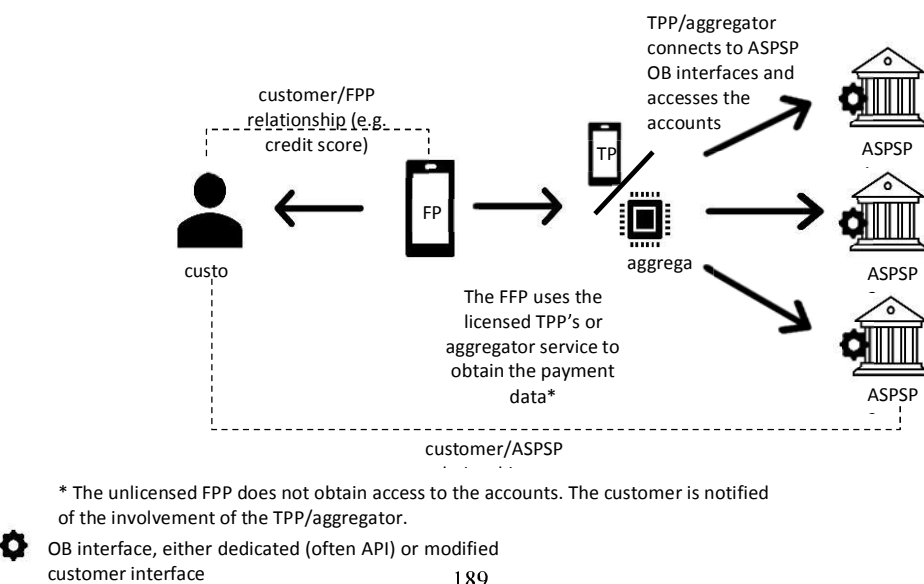 TPP/aggregator
connects to ASPSP
OB interfaces and
accesses the
accounts
customer/FPP
relationship (e.g.
credit score)
TP
FP
ASPSP
custo
aggrega
ASPSP
The FFP uses the
licensed TPP's or
aggregator service to
obtain the payment
data*
ASPSP
customer/ASPSP
* The unlicensed FPP does not obtain access to the accounts. The customer is notified
of the involvement of the TPP/aggregator.
OB interface, either dedicated (often API) or modified
customer interface
189